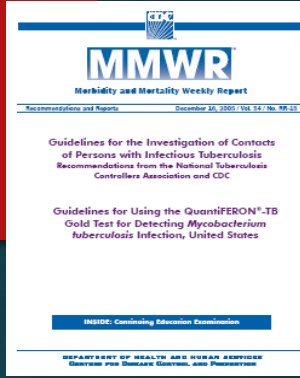 CDC
MMWR
Morbidity and Mortality Weekly Report
Recommendations and Reports December 16, 2005 / Vol. 54 / No. RR-15
Guidelines for the Investigation of Contacts
of Persons with Infectious Tuberculosis
Recommendations from the National Tuberculosis
Controllers Association and CDC
Guidelines for Using the QuantiFERON®-TB
Gold Test for Detecting Mycobacterium
tuberculosis Infection, United States
INSIDE: Continuing Education Examination
DEPARTMENT OF HEALTH AND HUMAN SERVICES
CENTERS FOR DISEASE CONTROL AND PREVENTION